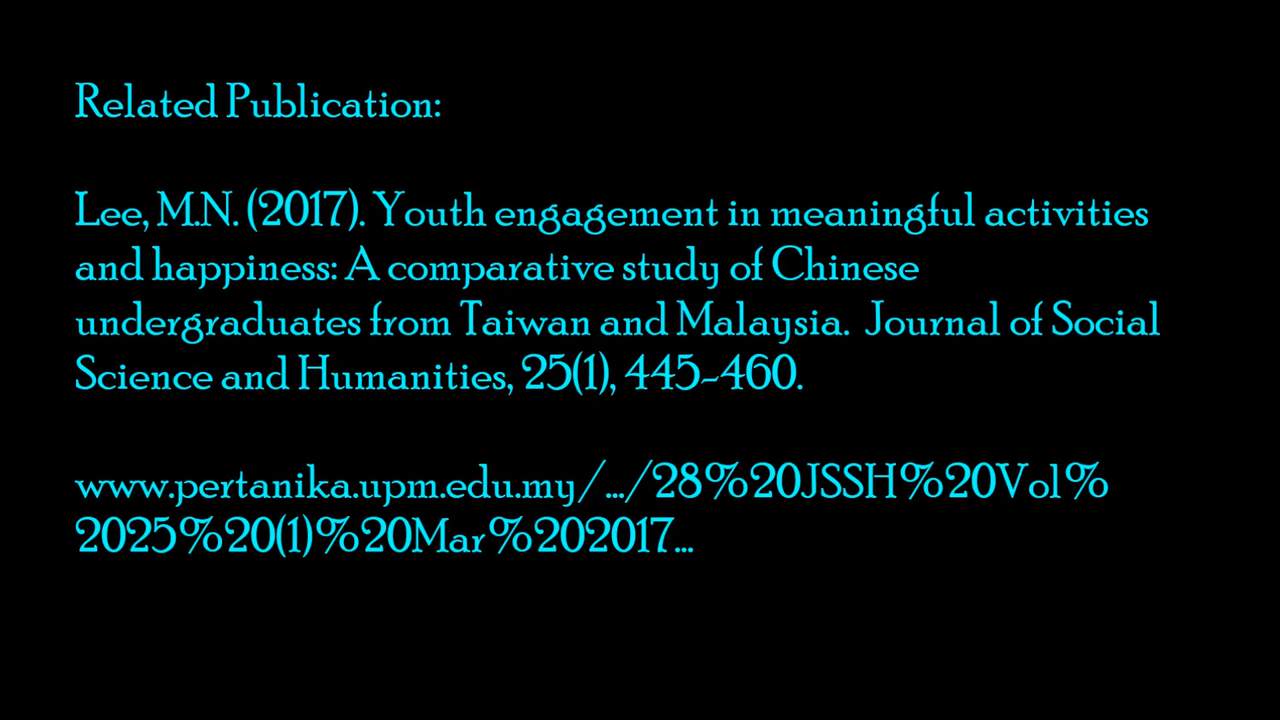 Related Publication:
Lee, M.N. (2017). Youth engagement in meaningful activities
and happiness: A comparative study of Chinese
undergraduates from Taiwan and Malaysia.  Journal of Social
Science and Humanities, 25(1), 445-460.
www.pertanika.upm.edu.my/.../28%20JSSH%20Vol%
2025%20(1)%20Mar%202017...